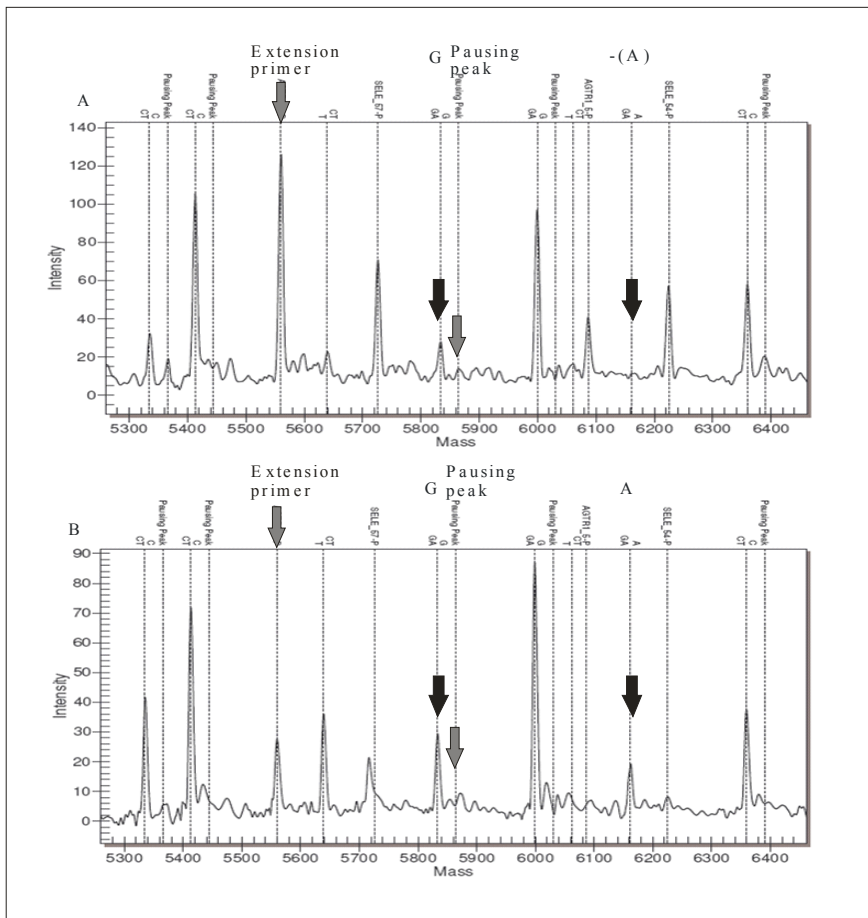 Extension
primer
G Pausing
peak
-(A)
A
CT
C
Pausing Peak
CT
C
Pausing Peak
T
CT
SELE_57-P
GA
G
Pausing Peak
GA
G
Pausing Peak
T
CT
AGTR1_5-P
GA
A
SELE_54-P
CT
C
Pausing Peak
Intensity
140
120
100
80
60
40
20
0
5300 5400 5500 5600 5700 5800 5900 6000 6100 6200 6300 6400
Mass
Extension
primer
G Pausing
peak
A
B
CT
C
Pausing Peak
CT
C
Pausing Peak
T
CT
SELE_57-P
GA
G
Pausing Peak
GA
G
Pausing Peak
T
CT
AGTR1_5-P
GA
A
SELE_54-P
CT
C
Pausing Peak
Intensity
90
80
70
60
50
40
30
20
10
0
5300 5400 5500 5600 5700 5800 5900 6000 6100 6200 6300 6400
Mass